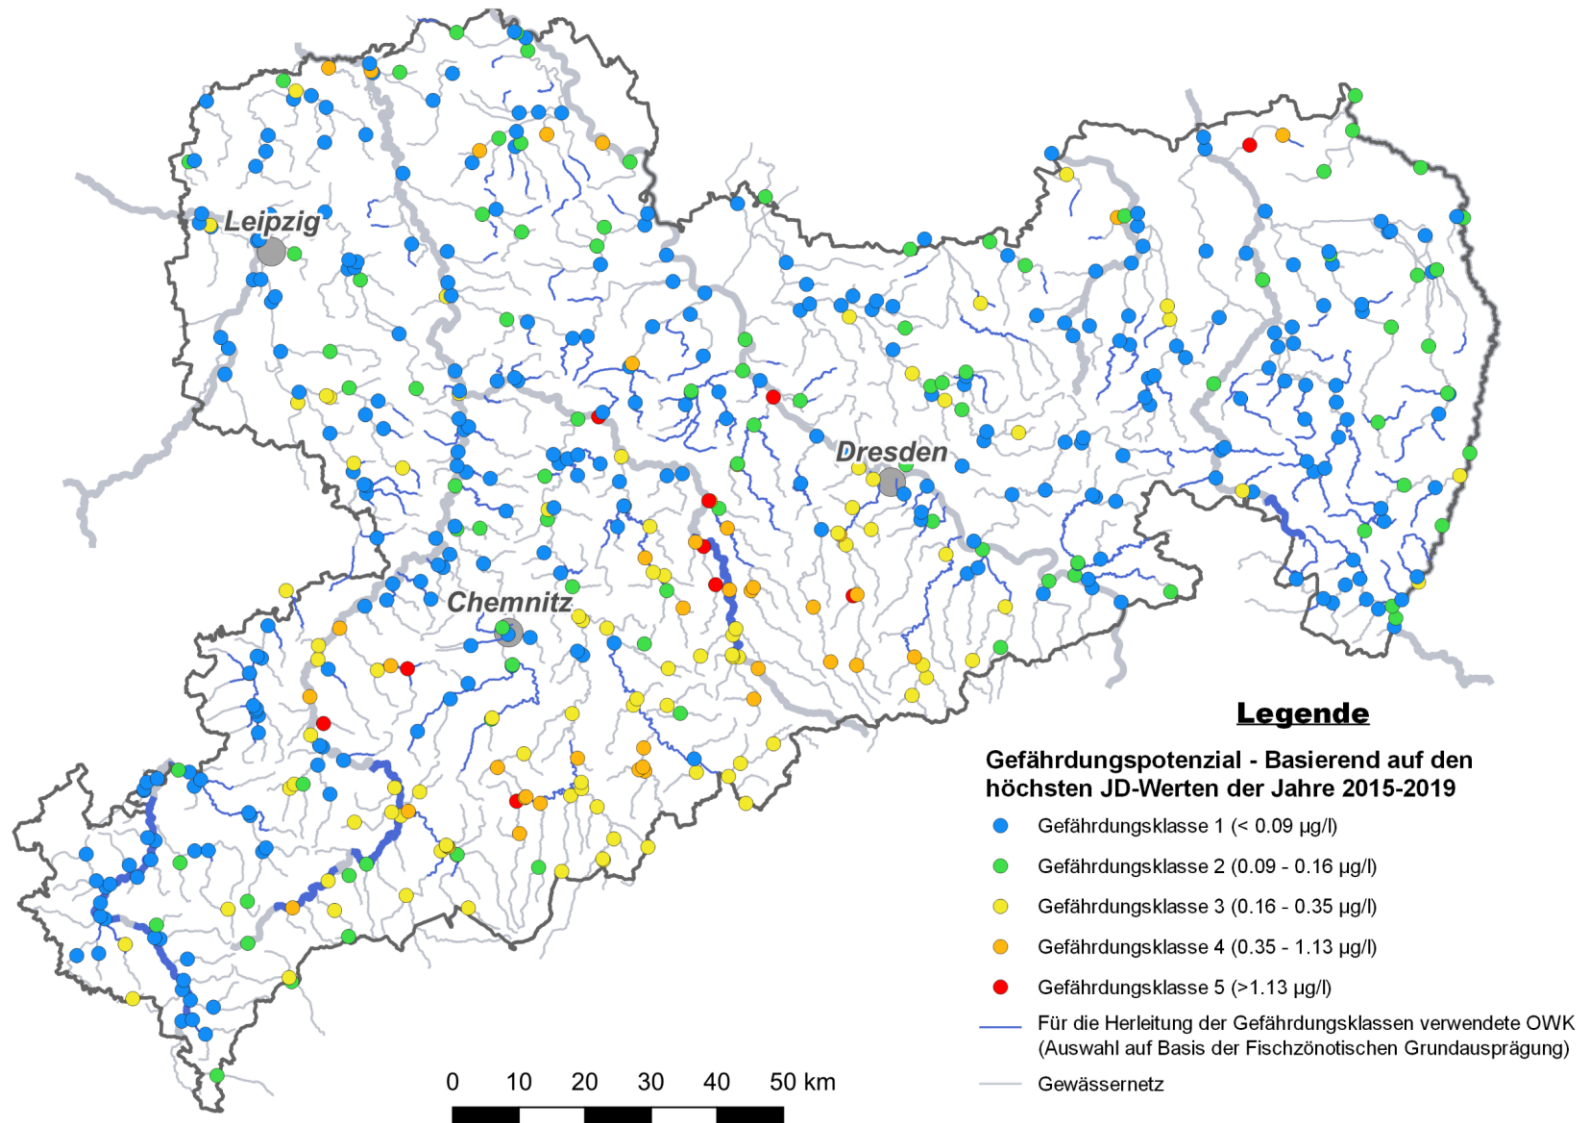 Leipzig
Dresden
Chemnitz
Legende
Gefährdungspotenzial - Basierend auf den
höchsten JD-Werten der Jahre 2015-2019
Gefährdungsklasse 1 (< 0.09 µg/l)
Gefährdungsklasse 2 (0.09 - 0.16 µg/l)
Gefährdungsklasse 3 (0.16 - 0.35 µg/l)
Gefährdungsklasse 4 (0.35 - 1.13 µg/l)
Gefährdungsklasse 5 (>1.13 µg/l)
Für die Herleitung der Gefährdungsklassen verwendete OWK
(Auswahl auf Basis der Fischzönotischen Grundausprägung)
Gewässernetz
0 10 20 30 40 50 km